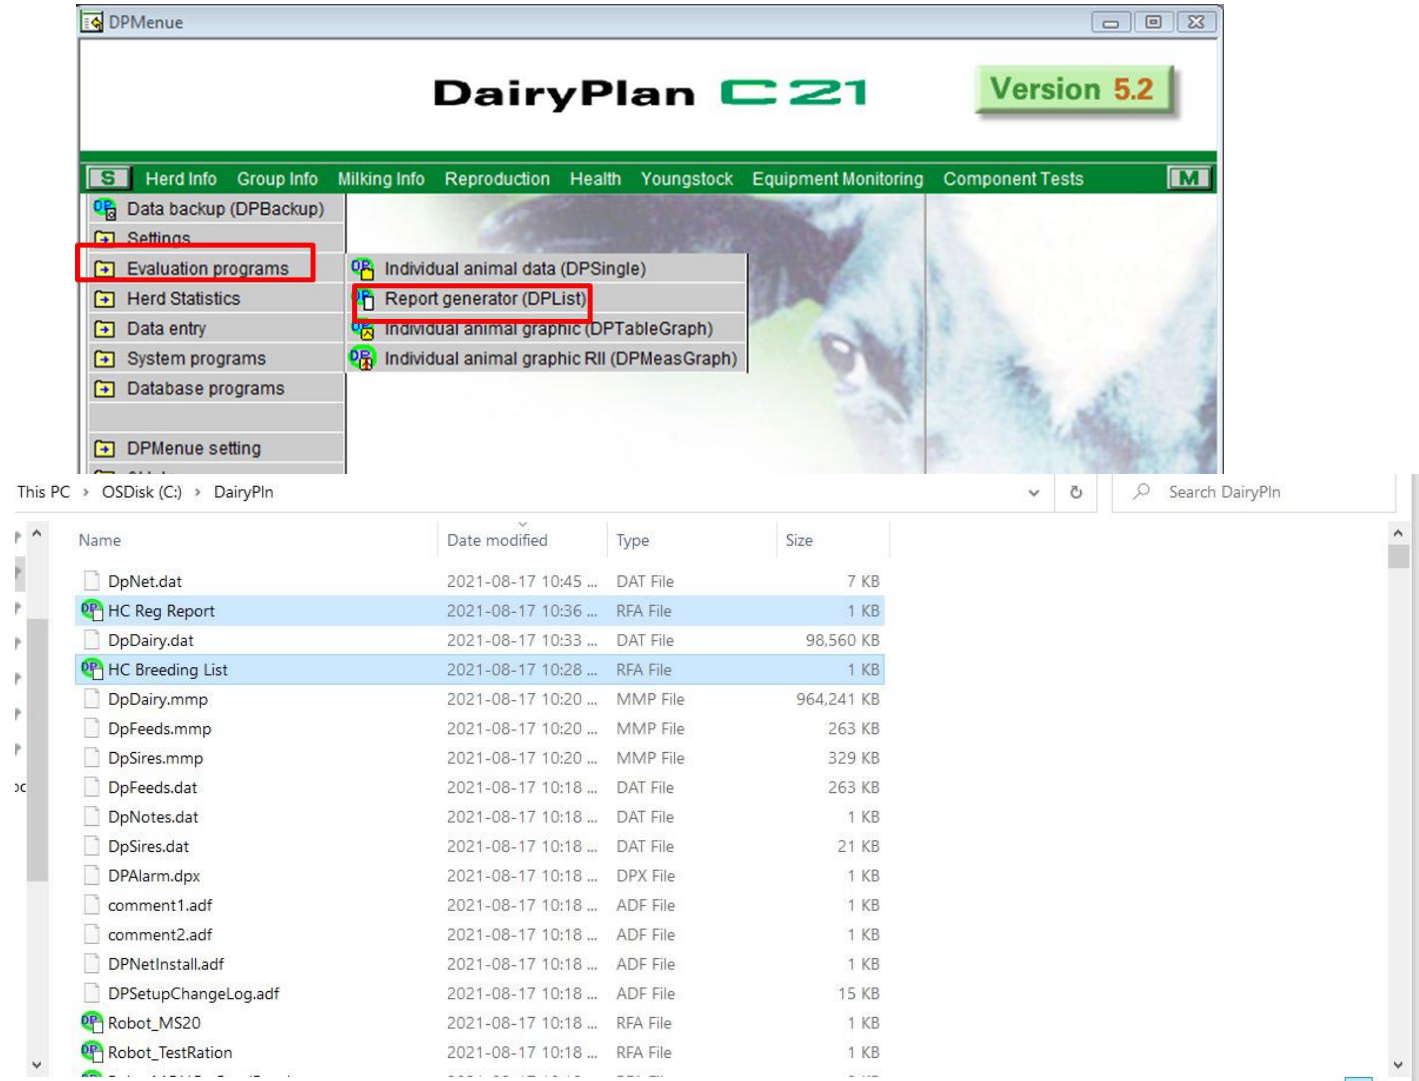 DPMenue
DairyPlan C21
Version 5.2
S Herd Info Group Info Milking Info Reproduction Health Youngstock Equipment Monitoring Component Tests M
Data backup (DPBackup)
Settings
Evaluation programs Individual animal data (DPSingle)
Herd Statistics Report generator (DPList)
Data entry Individual animal graphic (DPTableGraph)
System programs Individual animal graphic RII (DPMeasGraph)
Database programs
DPMenue setting
This PC OSDisk (C:) DairyPln Search DairyPln
Name Date modified Type Size
DpNet.dat 2021-08-17 10:45 ... DAT File 7 KB
HC Reg Report 2021-08-17 10:36 ... RFA File 1 KB
DpDairy.dat 2021-08-17 10:33 ... DAT File 98,560 KB
HC Breeding List 2021-08-17 10:28 ... RFA File 1 KB
DpDairy.mmp 2021-08-17 10:20 ... MMP File 964,241 KB
DpFeeds.mmp 2021-08-17 10:20 ... MMP File 263 KB
DpSires.mmp 2021-08-17 10:20 ... MMP File 329 KB
DpFeeds.dat 2021-08-17 10:18 ... DAT File 263 KB
DpNotes.dat 2021-08-17 10:18 ... DAT File 1 KB
DpSires.dat 2021-08-17 10:18 ... DAT File 21 KB
DPAlarm.dpx 2021-08-17 10:18 ... DPX File 1 KB
comment1.adf 2021-08-17 10:18 ... ADF File 1 KB
comment2.adf 2021-08-17 10:18 ... ADF File 1 KB
DPNetInstall.adf 2021-08-17 10:18 ... ADF File 1 KB
DPSetupChangeLog.adf 2021-08-17 10:18 ... ADF File 15 KB
Robot_MS20 2021-08-17 10:18 ... RFA File 1 KB
Robot_TestRation 2021-08-17 10:18 ... RFA File 1 KB